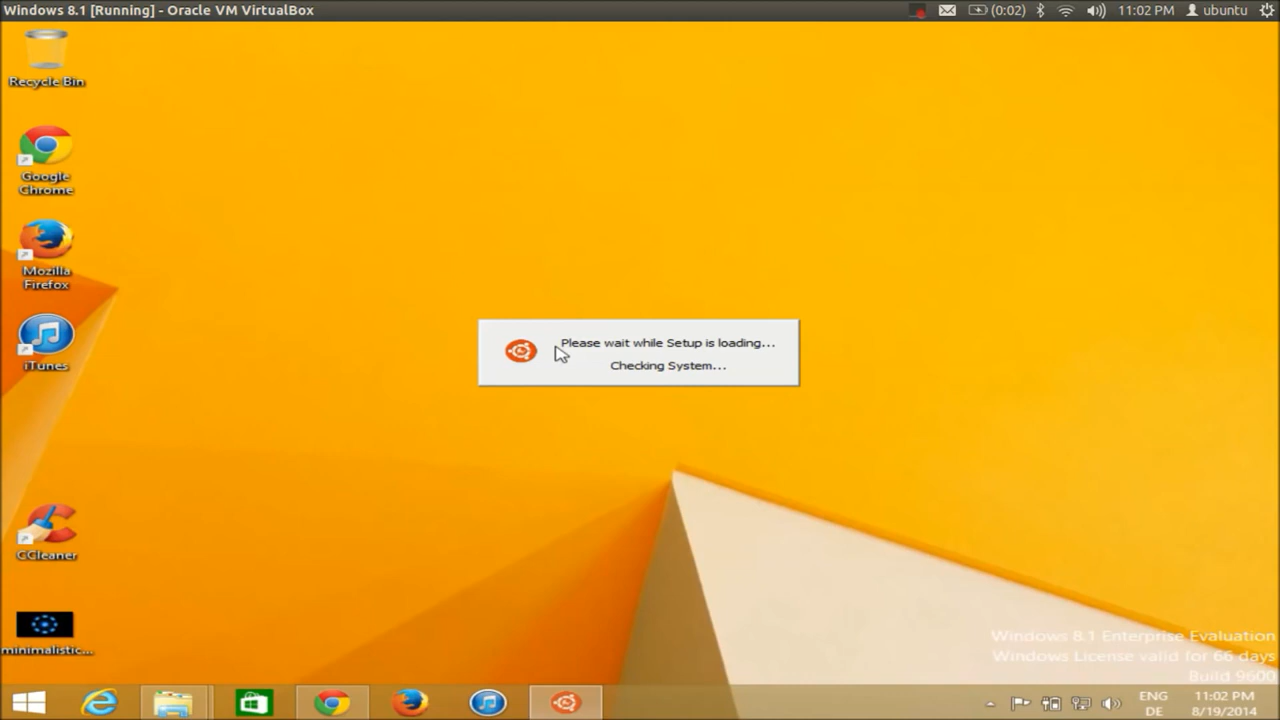 Windows 8.1 [Running] - Oracle VM VirtualBox
(0:02)
11:02 PM
ubuntu
Recycle Bin
Google
Chrome
Mozilla
Firefox
iTunes
CCleaner
minimalistic...
Please wait while Setup is loading...
Checking System...
Windows 8.1 Enterprise Evaluation
Windows License valid for 66 days
Build 9600
ENG
DE
11:02 PM
8/19/2014